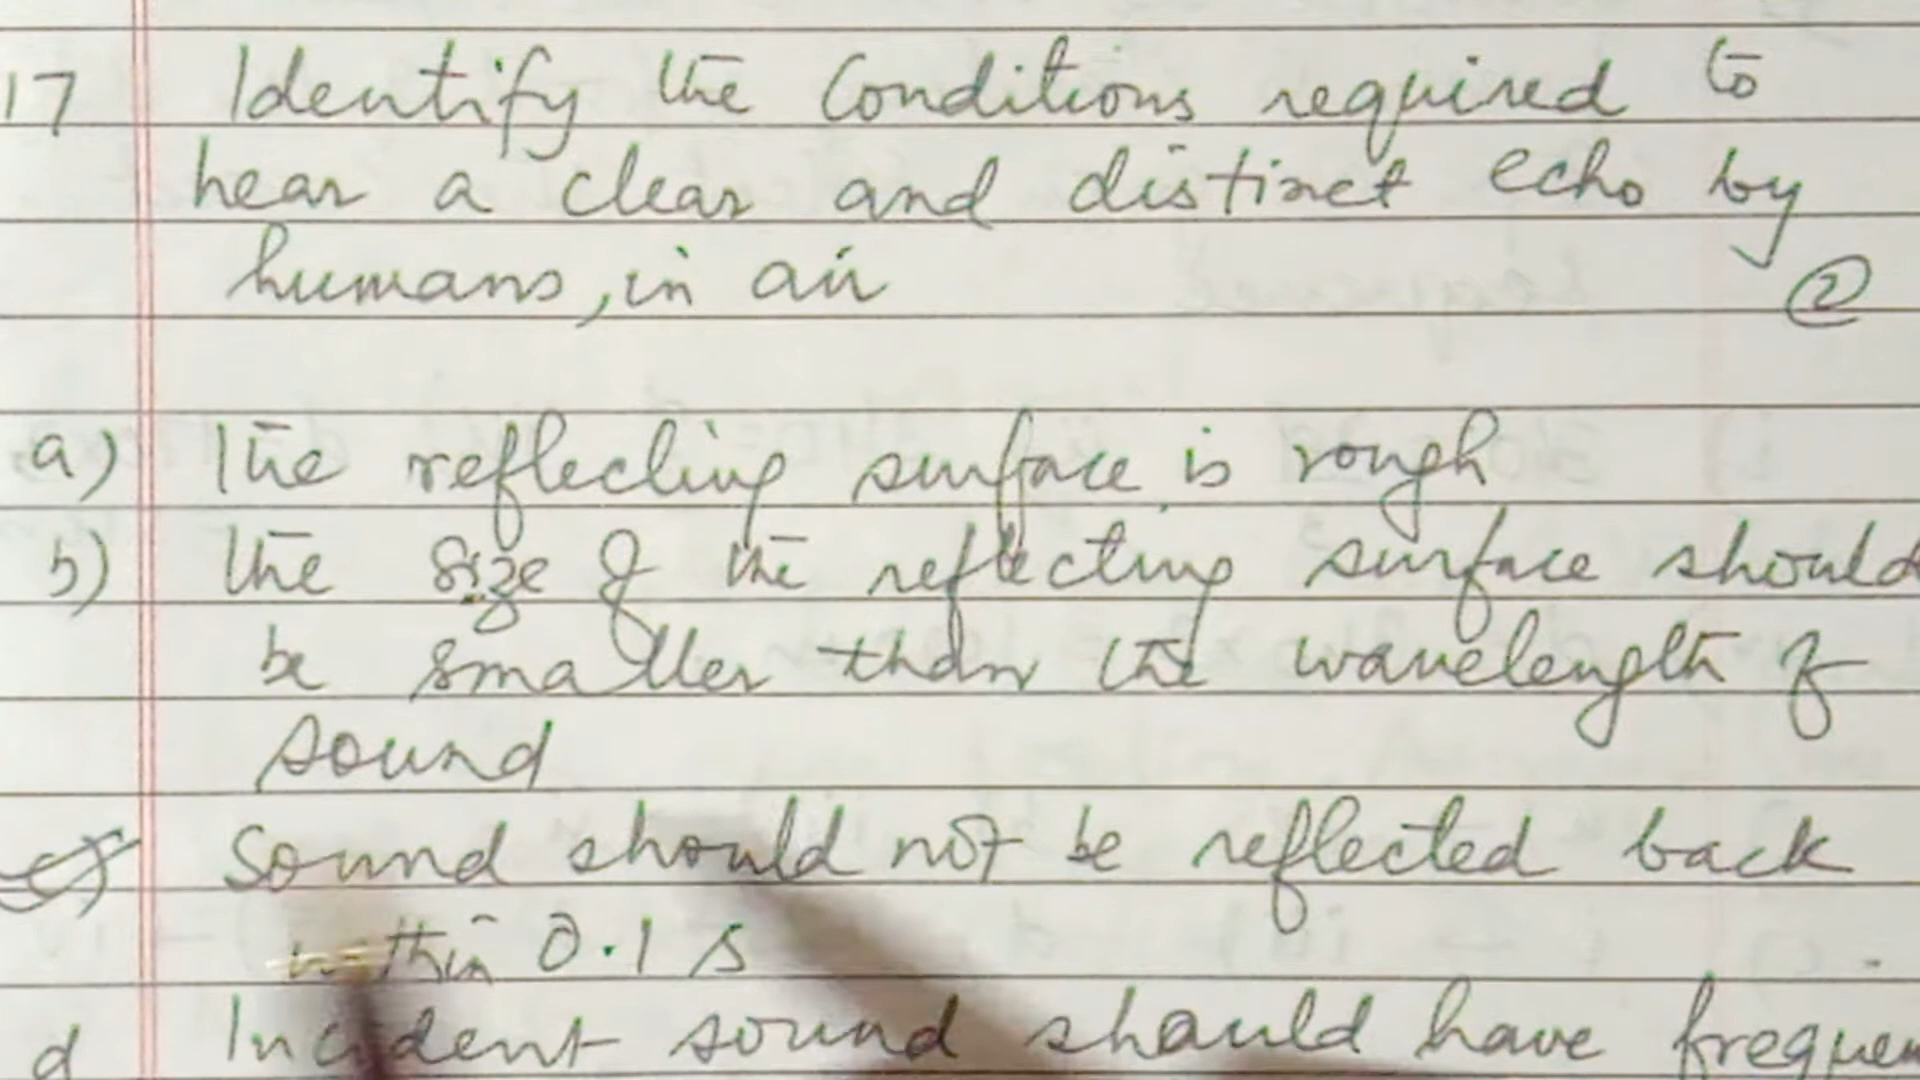 17 Identify the Conditions required to
hear a clear and distinct echo by
humans, in air
②
a) The reflecting surface is rough
b) The size of the reflecting surface should
be smaller than the wavelength of
sound
c) Sound should not be reflected back
within 0.1 s
d Incident sound should have frequen